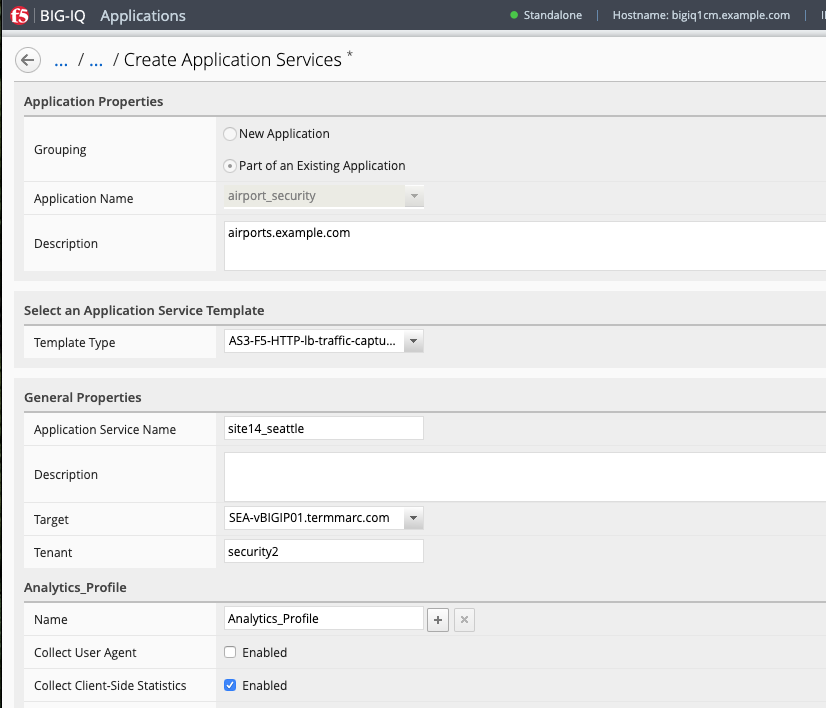 f5 BIG-IQ Applications Standalone Hostname: bigiq1cm.example.com
... / ... / Create Application Services *
Application Properties
Grouping
New Application
Part of an Existing Application
Application Name airport_security
Description airports.example.com
Select an Application Service Template
Template Type AS3-F5-HTTP-lb-traffic-captu...
General Properties
Application Service Name site14_seattle
Description
Target SEA-vBIGIP01.termmarc.com
Tenant security2
Analytics_Profile
Name Analytics_Profile + ×
Collect User Agent Enabled
Collect Client-Side Statistics Enabled